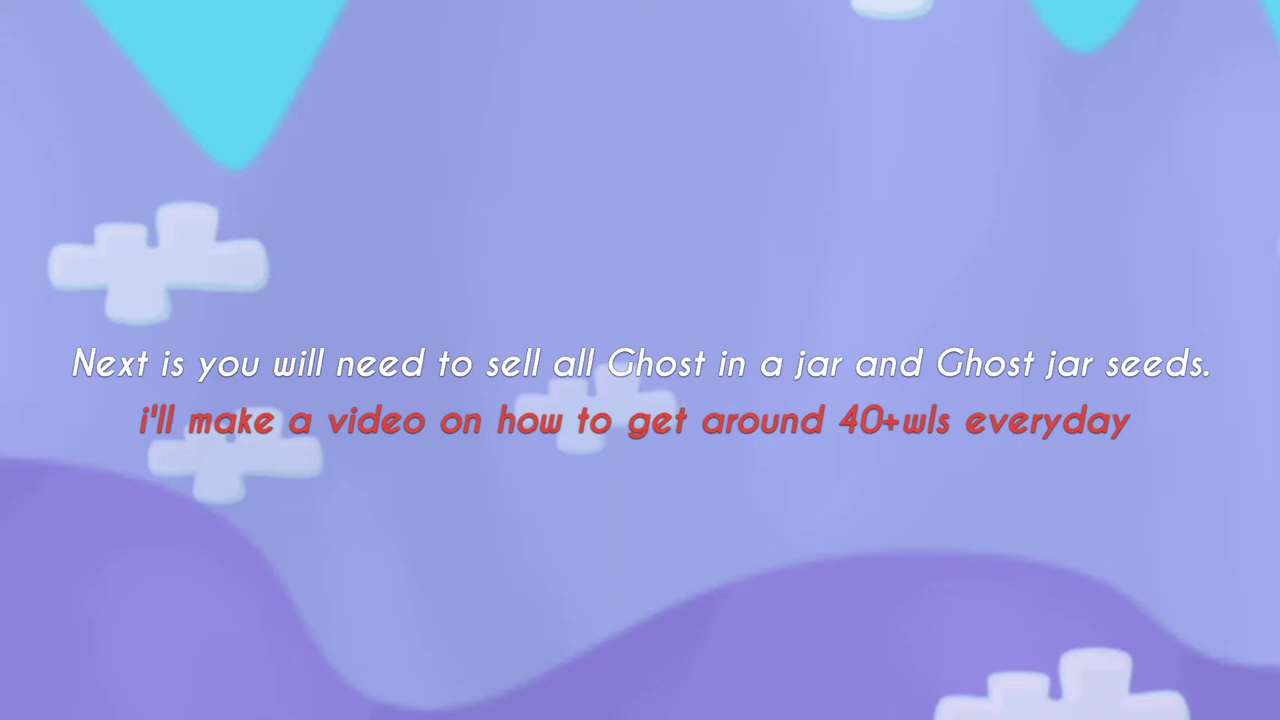 Next is you will need to sell all Ghost in a jar and Ghost jar seeds.
i'll make a video on how to get around 40+wls everyday